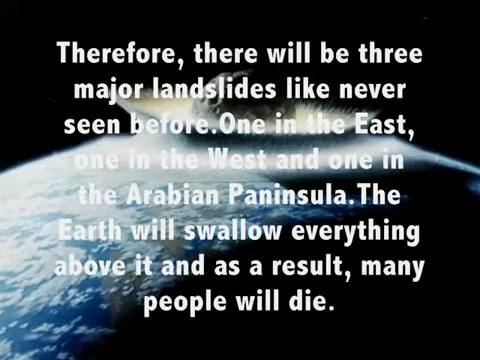 Therefore, there will be three
major landslides like never
seen before.One in the East,
one in the West and one in
the Arabian Paninsula.The
Earth will swallow everything
above it and as a result, many
people will die.